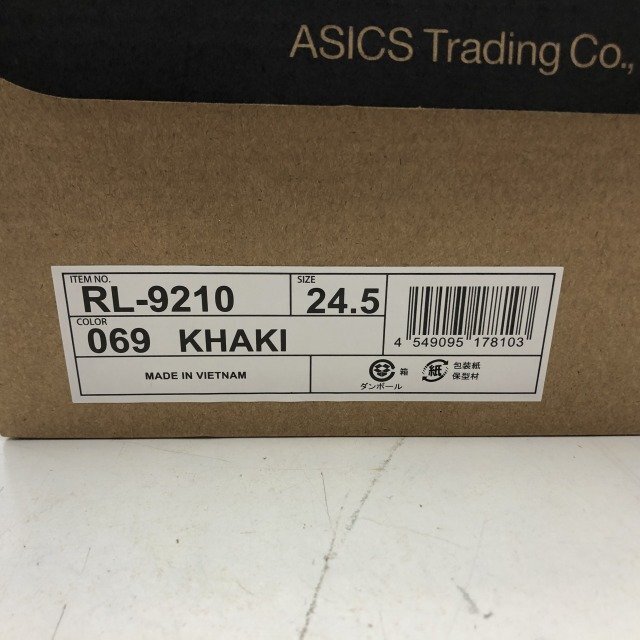 ASICS Trading Co.,
ITEM NO.
RL-9210
SIZE
24.5
COLOR
069 KHAKI
4 549095 178103
MADE IN VIETNAM
箱
ダンボール
紙
包装紙
保型材